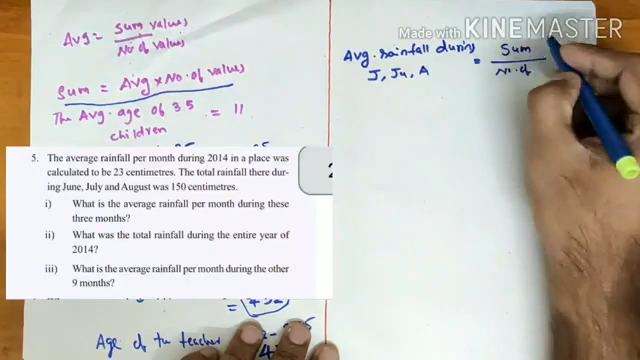 Made with KINEMASTER
Avg = Sum values
No. of values
Sum = Avg × No. of values
The Avg. age of 35 = 11
children
5. The average rainfall per month during 2014 in a place was
calculated to be 23 centimetres. The total rainfall there dur-
ing June, July and August was 150 centimetres.
i) What is the average rainfall per month during these
three months?
ii) What was the total rainfall during the entire year of
2014?
iii) What is the average rainfall per month during the other
9 months?
=
Age of the teacher
Avg. rainfall during = Sum
J, Ju, A
No. of